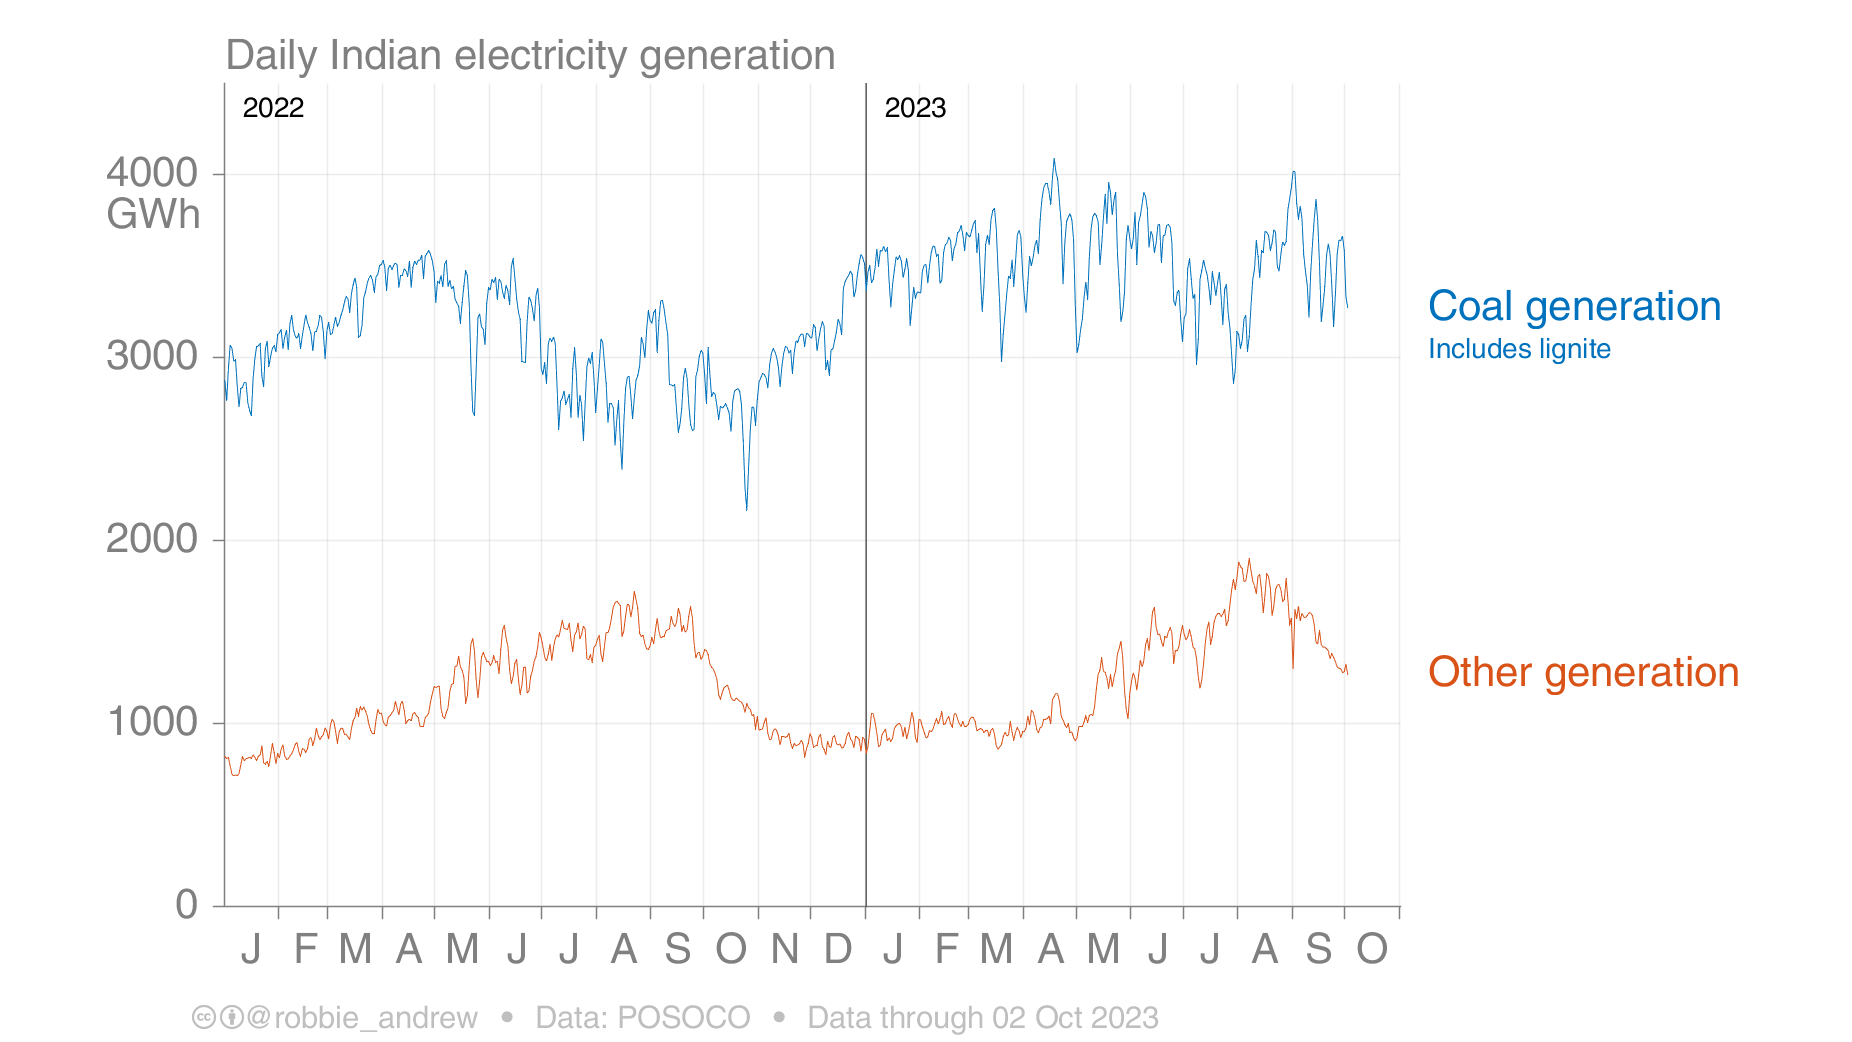 Daily Indian electricity generation
2022
2023
4000
GWh
3000
2000
1000
0
Coal generation
Includes lignite
Other generation
J F M A M J J A S O N D J F M A M J J A S O
cc @robbie_andrew • Data: POSOCO • Data through 02 Oct 2023